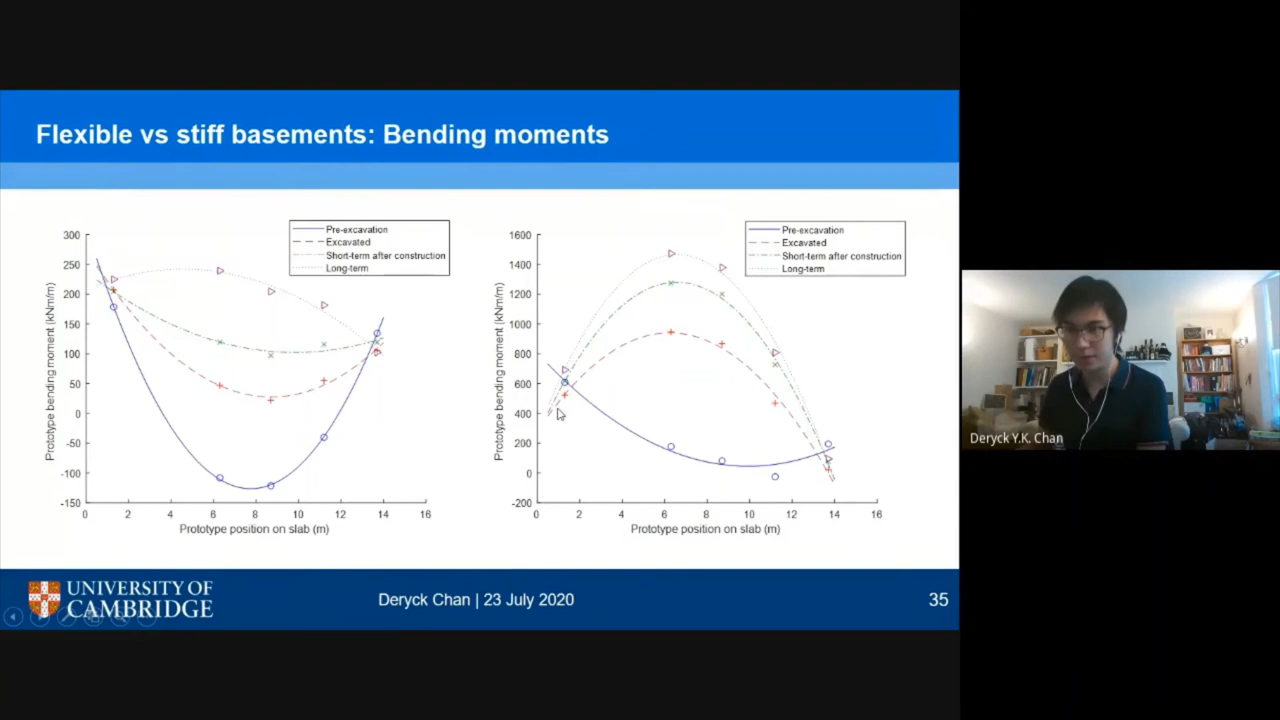 Flexible vs stiff basements: Bending moments
Pre-excavation
Excavated
Short-term after construction
Long-term
300
250
200
150
100
50
0
-50
-100
-150
0 2 4 6 8 10 12 14 16
Prototype bending moment (kNm/m)
Prototype position on slab (m)
Pre-excavation
Excavated
Short-term after construction
Long-term
1600
1400
1200
1000
800
600
400
200
0
-200
0 2 4 6 8 10 12 14 16
Prototype bending moment (kNm/m)
Prototype position on slab (m)
Deryck Y.K. Chan
UNIVERSITY OF
CAMBRIDGE
Deryck Chan | 23 July 2020
35